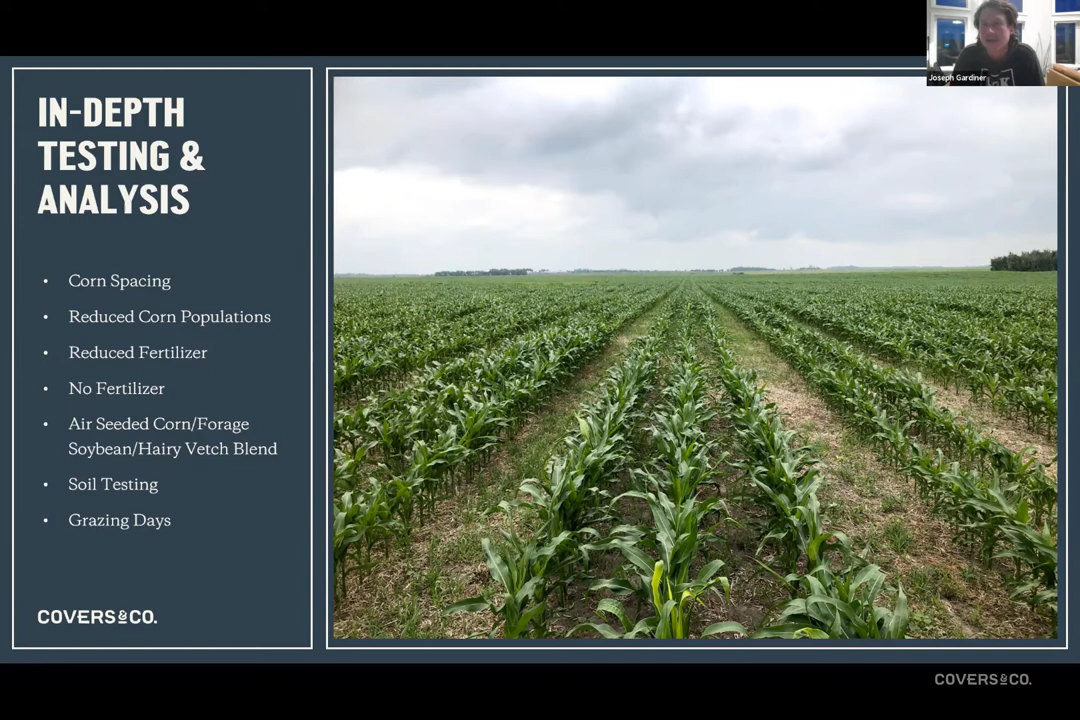 IN-DEPTH
TESTING &
ANALYSIS
• Corn Spacing
• Reduced Corn Populations
• Reduced Fertilizer
• No Fertilizer
• Air Seeded Corn/Forage
Soybean/Hairy Vetch Blend
• Soil Testing
• Grazing Days
COVERS&CO.
Joseph Gardiner
COVERS&CO.